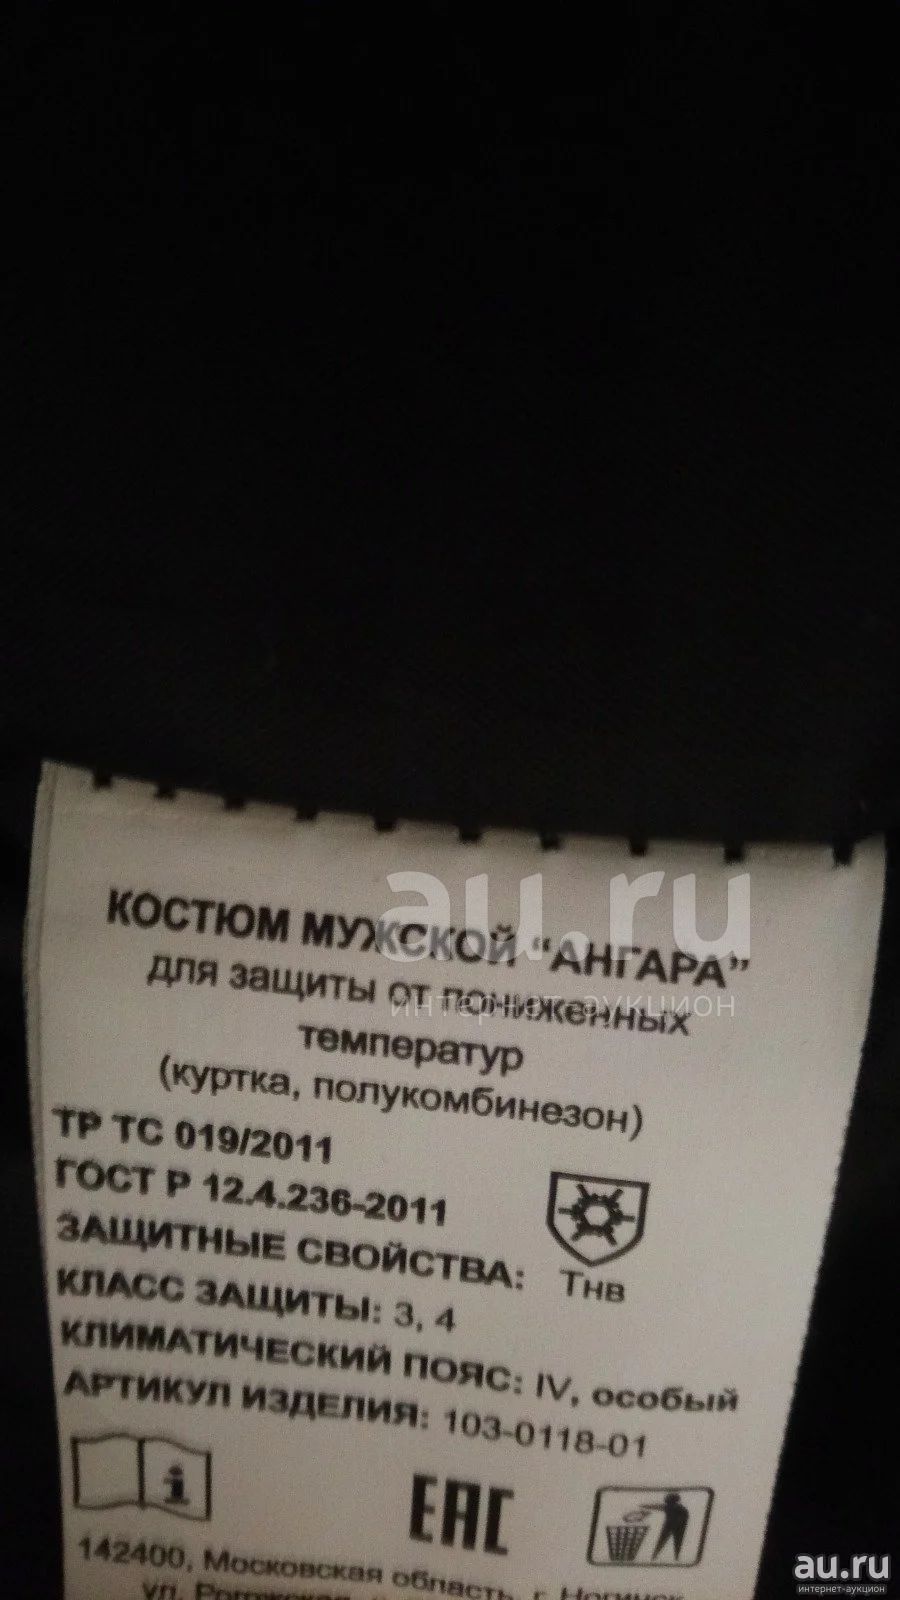 КОСТЮМ МУЖСКОЙ "АНГАРА"
для защиты от пониженных
температур
(куртка, полукомбинезон)
ТР ТС 019/2011
ГОСТ Р 12.4.236-2011
ЗАЩИТНЫЕ СВОЙСТВА: Тнв
КЛАСС ЗАЩИТЫ: 3, 4
КЛИМАТИЧЕСКИЙ ПОЯС: IV, особый
АРТИКУЛ ИЗДЕЛИЯ: 103-0118-01
i
ЕАС
142400, Московская область, г. Ногинск
ул.
au.ru
интернет-аукцион
au.ru
интернет-аукцион